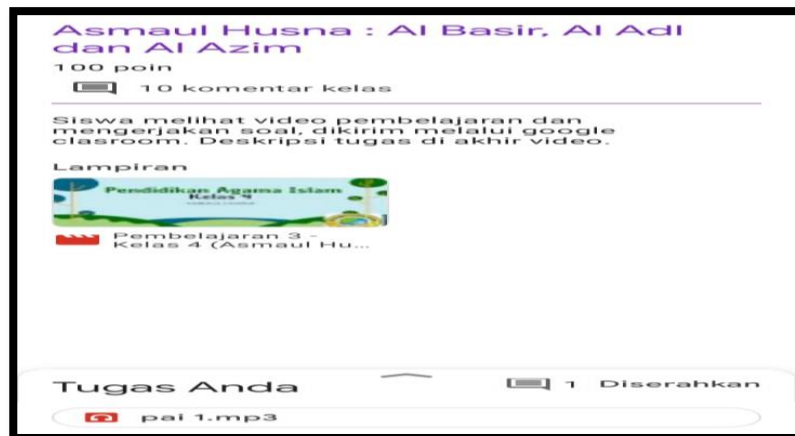 Asmaul Husna : Al Basir, Al Adl
dan Al Azim
100 poin
10 komentar kelas
Siswa melihat video pembelajaran dan
mengerjakan soal, dikirim melalui google
clasroom. Deskripsi tugas di akhir video.
Lampiran
Pendidikan Agama Islam
Kelas 4
Pembelajaran 3 -
Kelas 4 (Asmaul Hu...
Tugas Anda
1 Diserahkan
pai 1.mp3